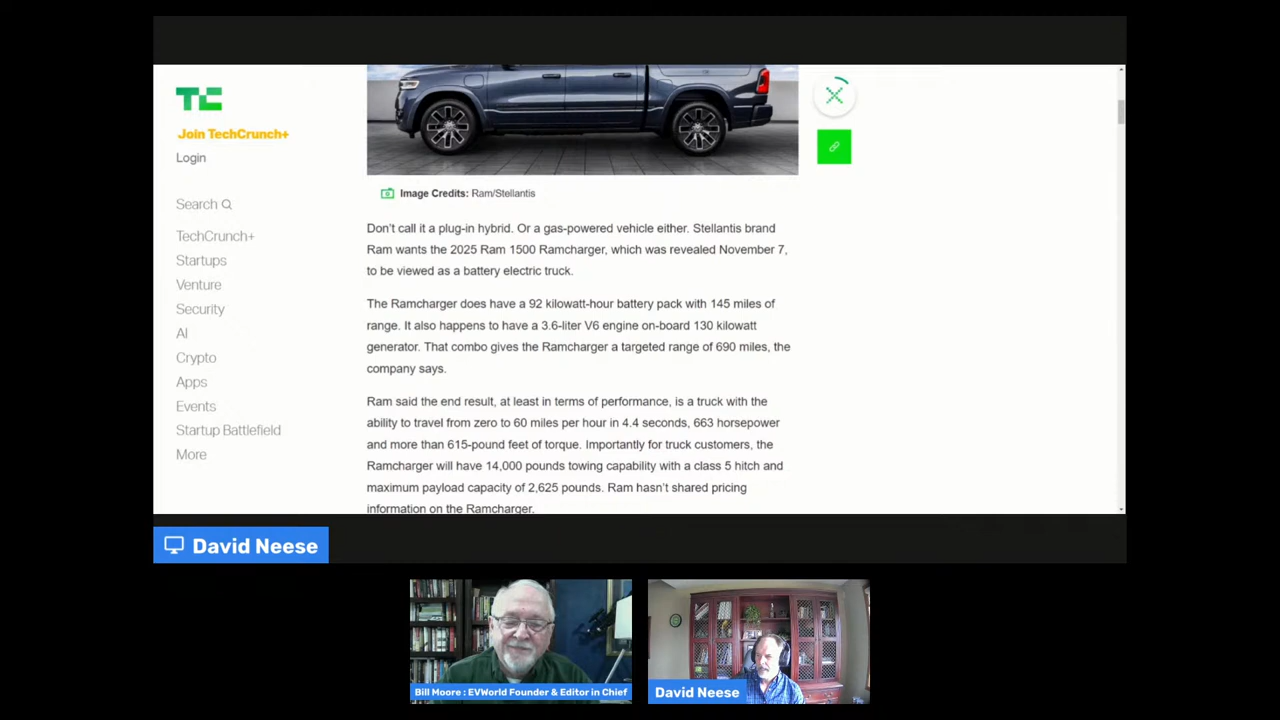 TC
Join TechCrunch+
Login
Search
TechCrunch+
Startups
Venture
Security
AI
Crypto
Apps
Events
Startup Battlefield
More
Image Credits: Ram/Stellantis
Don't call it a plug-in hybrid. Or a gas-powered vehicle either. Stellantis brand
Ram wants the 2025 Ram 1500 Ramcharger, which was revealed November 7,
to be viewed as a battery electric truck.
The Ramcharger does have a 92 kilowatt-hour battery pack with 145 miles of
range. It also happens to have a 3.6-liter V6 engine on-board 130 kilowatt
generator. That combo gives the Ramcharger a targeted range of 690 miles, the
company says.
Ram said the end result, at least in terms of performance, is a truck with the
ability to travel from zero to 60 miles per hour in 4.4 seconds, 663 horsepower
and more than 615-pound feet of torque. Importantly for truck customers, the
Ramcharger will have 14,000 pounds towing capability with a class 5 hitch and
maximum payload capacity of 2,625 pounds. Ram hasn't shared pricing
information on the Ramcharger.
David Neese
Bill Moore : EVWorld Founder & Editor in Chief
David Neese